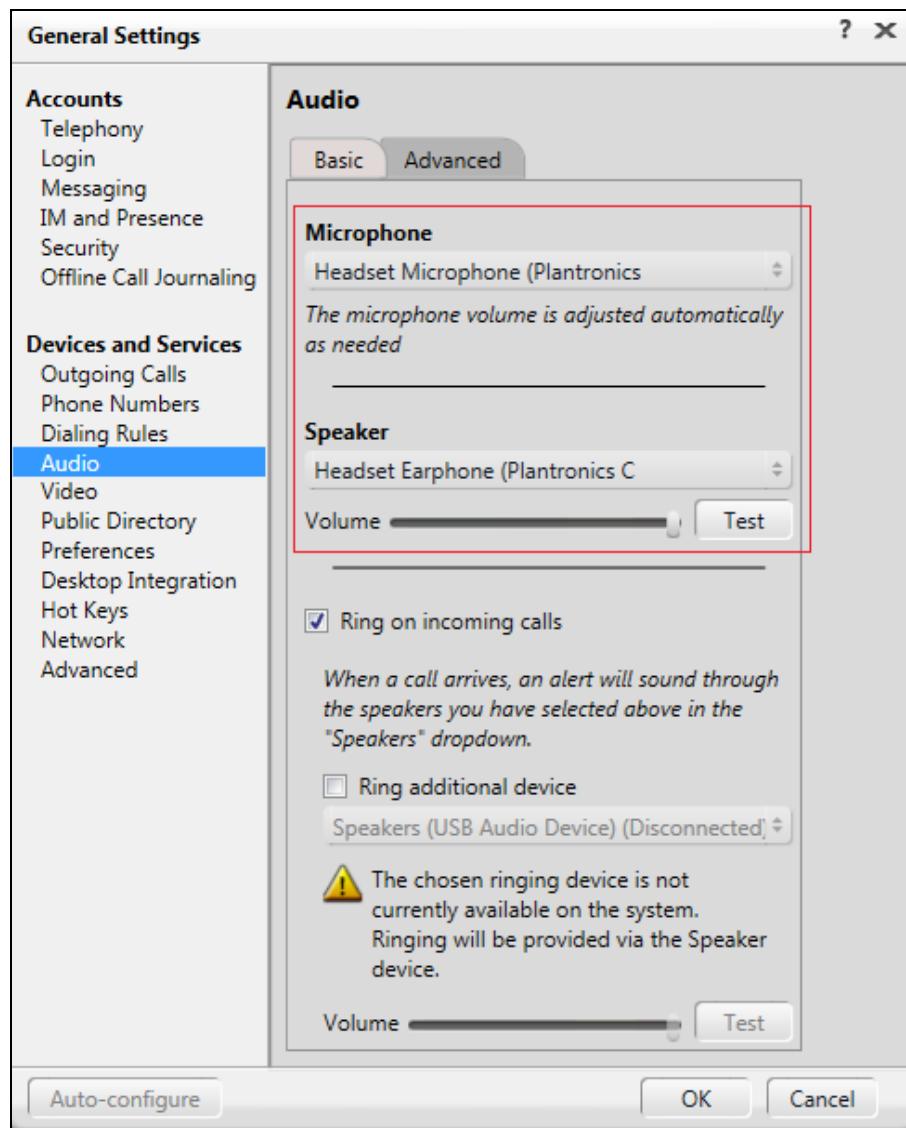 General Settings
? ×
Accounts
Telephony
Login
Messaging
IM and Presence
Security
Offline Call Journaling
Devices and Services
Outgoing Calls
Phone Numbers
Dialing Rules
Audio
Video
Public Directory
Preferences
Desktop Integration
Hot Keys
Network
Advanced
Audio
Basic
Advanced
Microphone
Headset Microphone (Plantronics
The microphone volume is adjusted automatically
as needed
Speaker
Headset Earphone (Plantronics C
Volume
Test
Ring on incoming calls
When a call arrives, an alert will sound through
the speakers you have selected above in the
"Speakers" dropdown.
Ring additional device
Speakers (USB Audio Device) (Disconnected)
The chosen ringing device is not
currently available on the system.
Ringing will be provided via the Speaker
device.
Volume
Test
Auto-configure
OK
Cancel